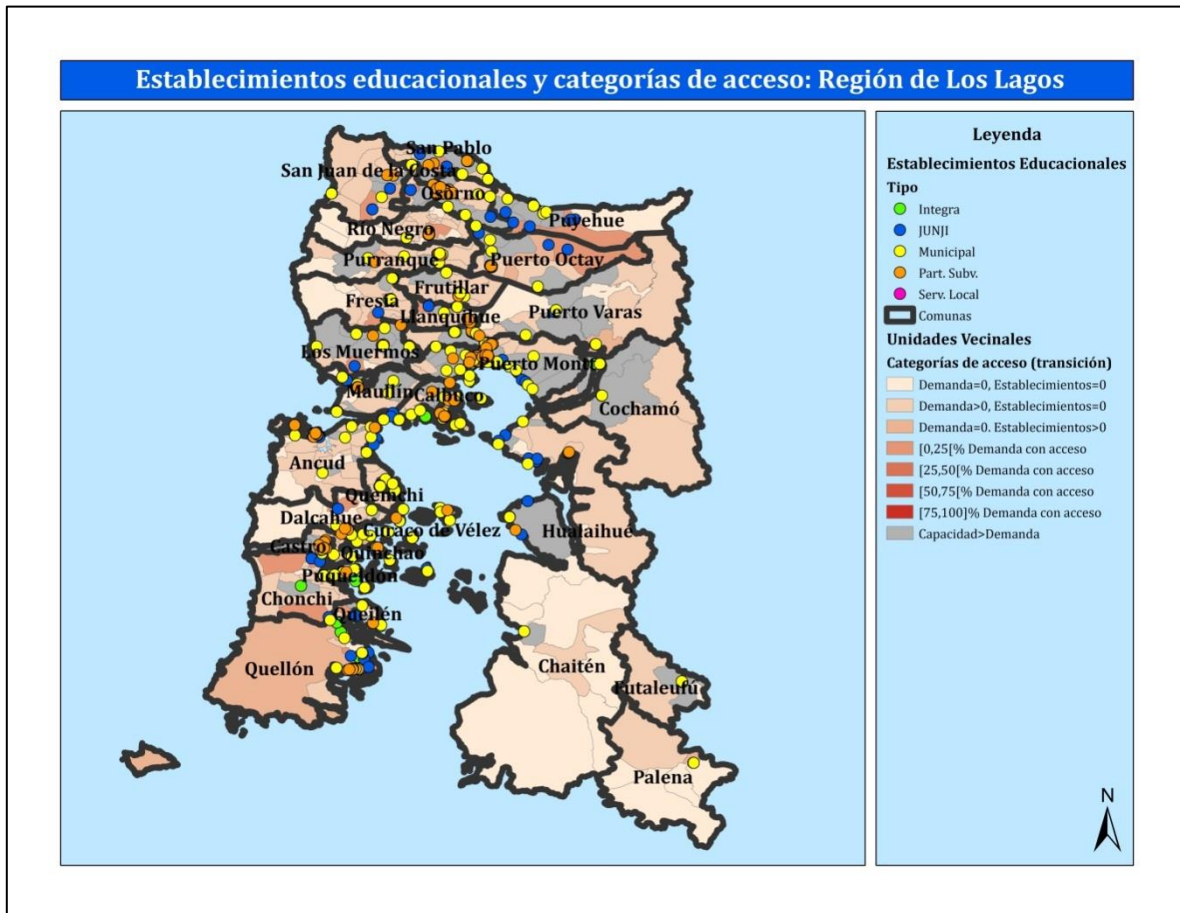 Establecimientos educacionales y categorías de acceso: Región de Los Lagos
San Pablo
San Juan de la Costa
Osorno
Puyehue
Río Negro
Purranque
Puerto Octay
Frutillar
Fresia
Puerto Varas
Llanquihue
Los Muermos
Puerto Montt
Maullín
Calbuco
Cochamó
Ancud
Quemchi
Dalcahue
Curaco de Vélez
Hualaihué
Castro
Quinchao
Puqueldón
Chonchi
Queilén
Quellón
Chaitén
Futaleufú
Palena
Leyenda
Establecimientos Educacionales
Tipo
Integra
JUNJI
Municipal
Part. Subv.
Serv. Local
Comunas
Unidades Vecinales
Categorías de acceso (transición)
Demanda=0, Establecimientos=0
Demanda>0, Establecimientos=0
Demanda=0. Establecimientos>0
[0,25[% Demanda con acceso
[25,50[% Demanda con acceso
[50,75[% Demanda con acceso
[75,100]% Demanda con acceso
Capacidad>Demanda
N